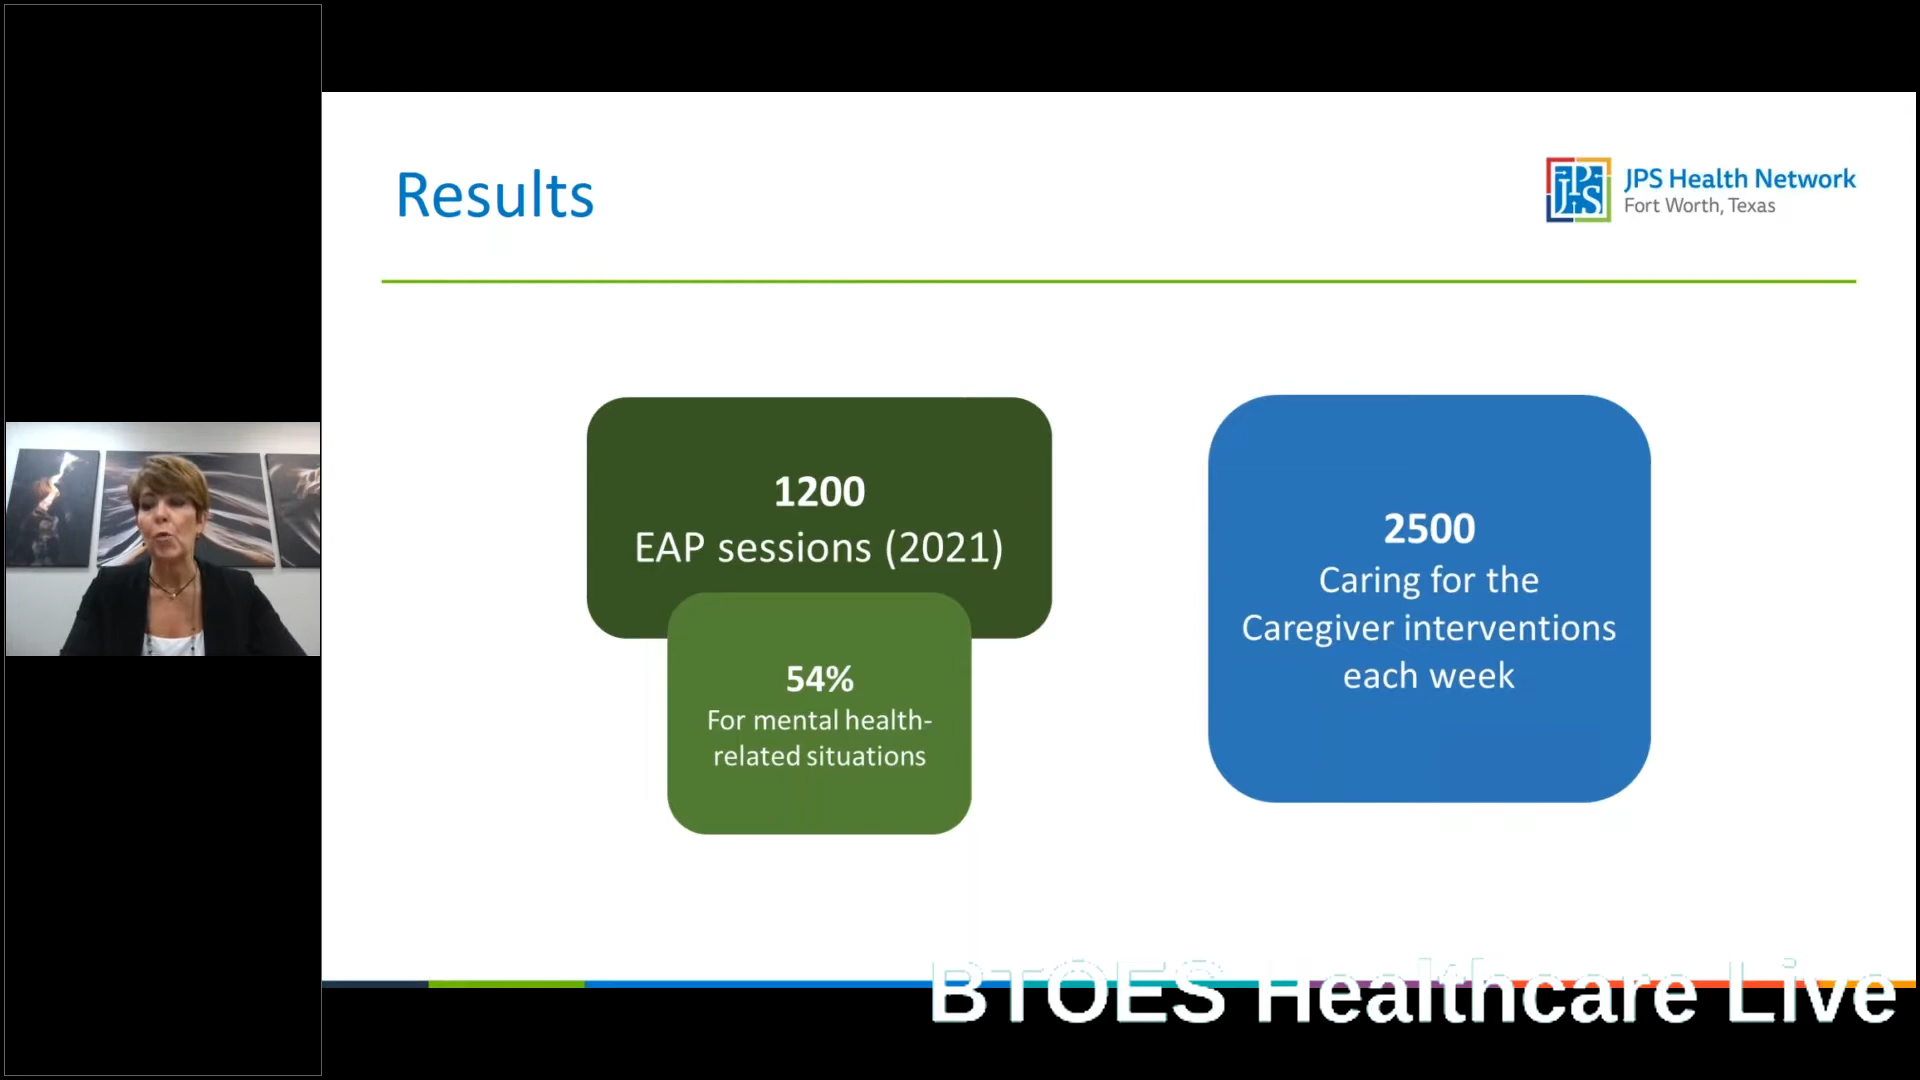 Results
JPS
JPS Health Network
Fort Worth, Texas
1200
EAP sessions (2021)
54%
For mental health-
related situations
2500
Caring for the
Caregiver interventions
each week
BTOES Healthcare Live